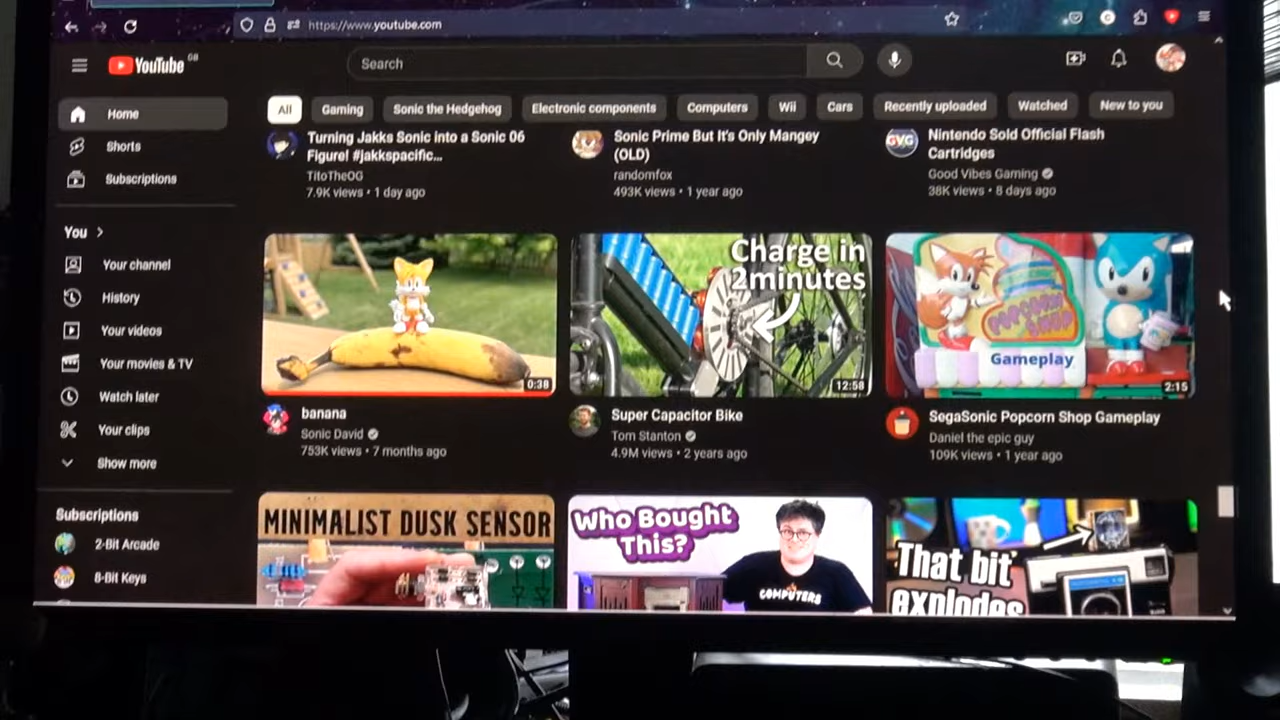 https://www.youtube.com
YouTube GB
Search
All
Gaming
Sonic the Hedgehog
Electronic components
Computers
Wii
Cars
Recently uploaded
Watched
New to you
Home
Shorts
Subscriptions
You
Your channel
History
Your videos
Your movies & TV
Watch later
Your clips
Show more
Subscriptions
2-Bit Arcade
8-Bit Keys
Turning Jakks Sonic into a Sonic 06
Figure! #jakkspacific...
TitoTheOG
7.9K views • 1 day ago
Sonic Prime But It's Only Mangey
(OLD)
randomfox
493K views • 1 year ago
GVG
Nintendo Sold Official Flash
Cartridges
Good Vibes Gaming
38K views • 8 days ago
0:38
banana
Sonic David
753K views • 7 months ago
Charge in
2minutes
12:58
Super Capacitor Bike
Tom Stanton
4.9M views • 2 years ago
POPCORN
SHOP
Gameplay
2:15
SegaSonic Popcorn Shop Gameplay
Daniel the epic guy
109K views • 1 year ago
MINIMALIST DUSK SENSOR
Who Bought
This?
COMPUTERS
That bit
explodes